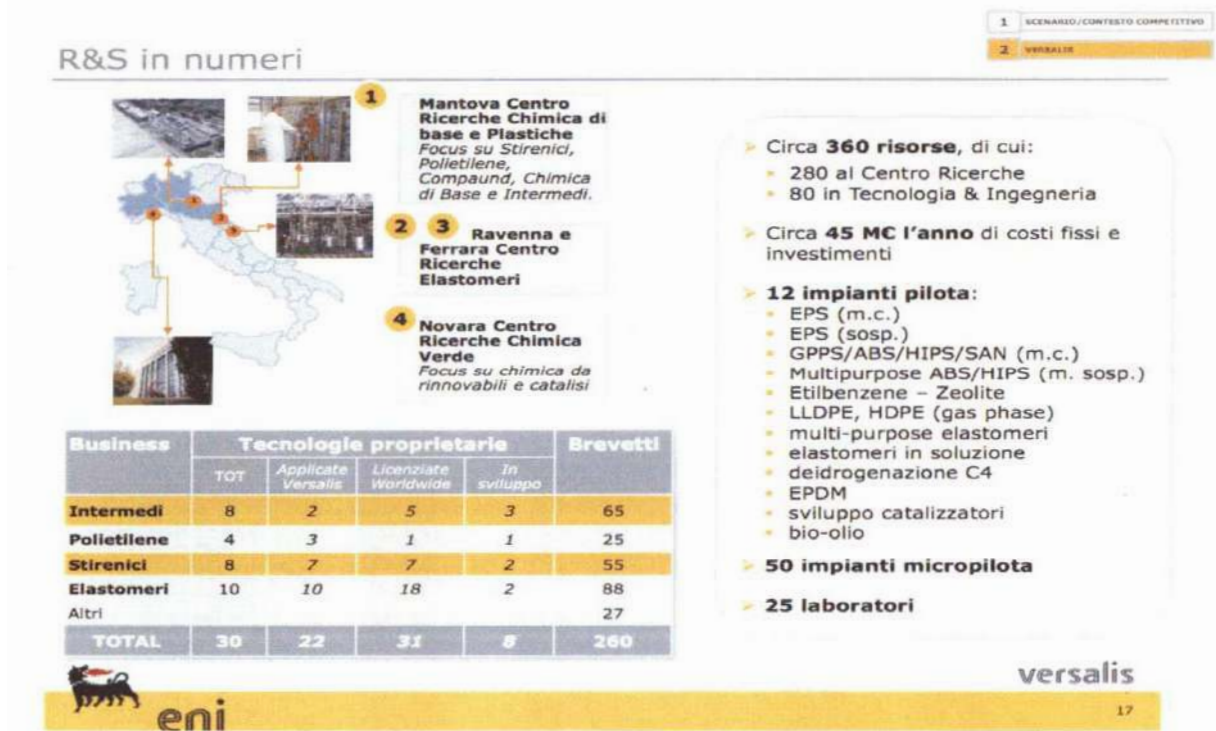 1 SCENARIO/CONTESTO COMPETITIVO
2 VERSALIS
R&S in numeri
1
Mantova Centro
Ricerche Chimica di
base e Plastiche
Focus su Stirenici,
Polietilene,
Compaund, Chimica
di Base e Intermedi.
2 3 Ravenna e
Ferrara Centro
Ricerche
Elastomeri
4 Novara Centro
Ricerche Chimica
Verde
Focus su chimica da
rinnovabili e catalisi
Circa 360 risorse, di cui:
280 al Centro Ricerche
80 in Tecnologia & Ingegneria
Circa 45 M€ l'anno di costi fissi e
investimenti
12 impianti pilota:
EPS (m.c.)
EPS (sosp.)
GPPS/ABS/HIPS/SAN (m.c.)
Multipurpose ABS/HIPS (m. sosp.)
Etilbenzene – Zeolite
LLDPE, HDPE (gas phase)
multi-purpose elastomeri
elastomeri in soluzione
deidrogenazione C4
EPDM
sviluppo catalizzatori
bio-olio
50 impianti micropilota
25 laboratori
Business Tecnologie proprietarie Brevetti
TOT Applicate Versalis Licenziate Worldwide In sviluppo
Intermedi 8 2 5 3 65
Polietilene 4 3 1 1 25
Stirenici 8 7 7 2 55
Elastomeri 10 10 18 2 88
Altri 27
TOTAL 30 22 31 8 260
eni
versalis
17